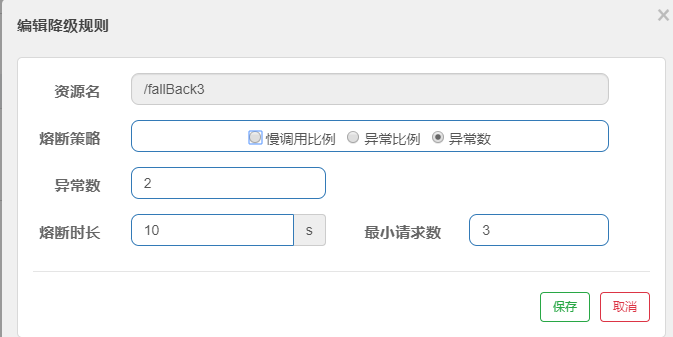 编辑降级规则 ×
资源名 /fallBack3
熔断策略 慢调用比例 异常比例 异常数
异常数 2
熔断时长 10 s 最小请求数 3
保存 取消